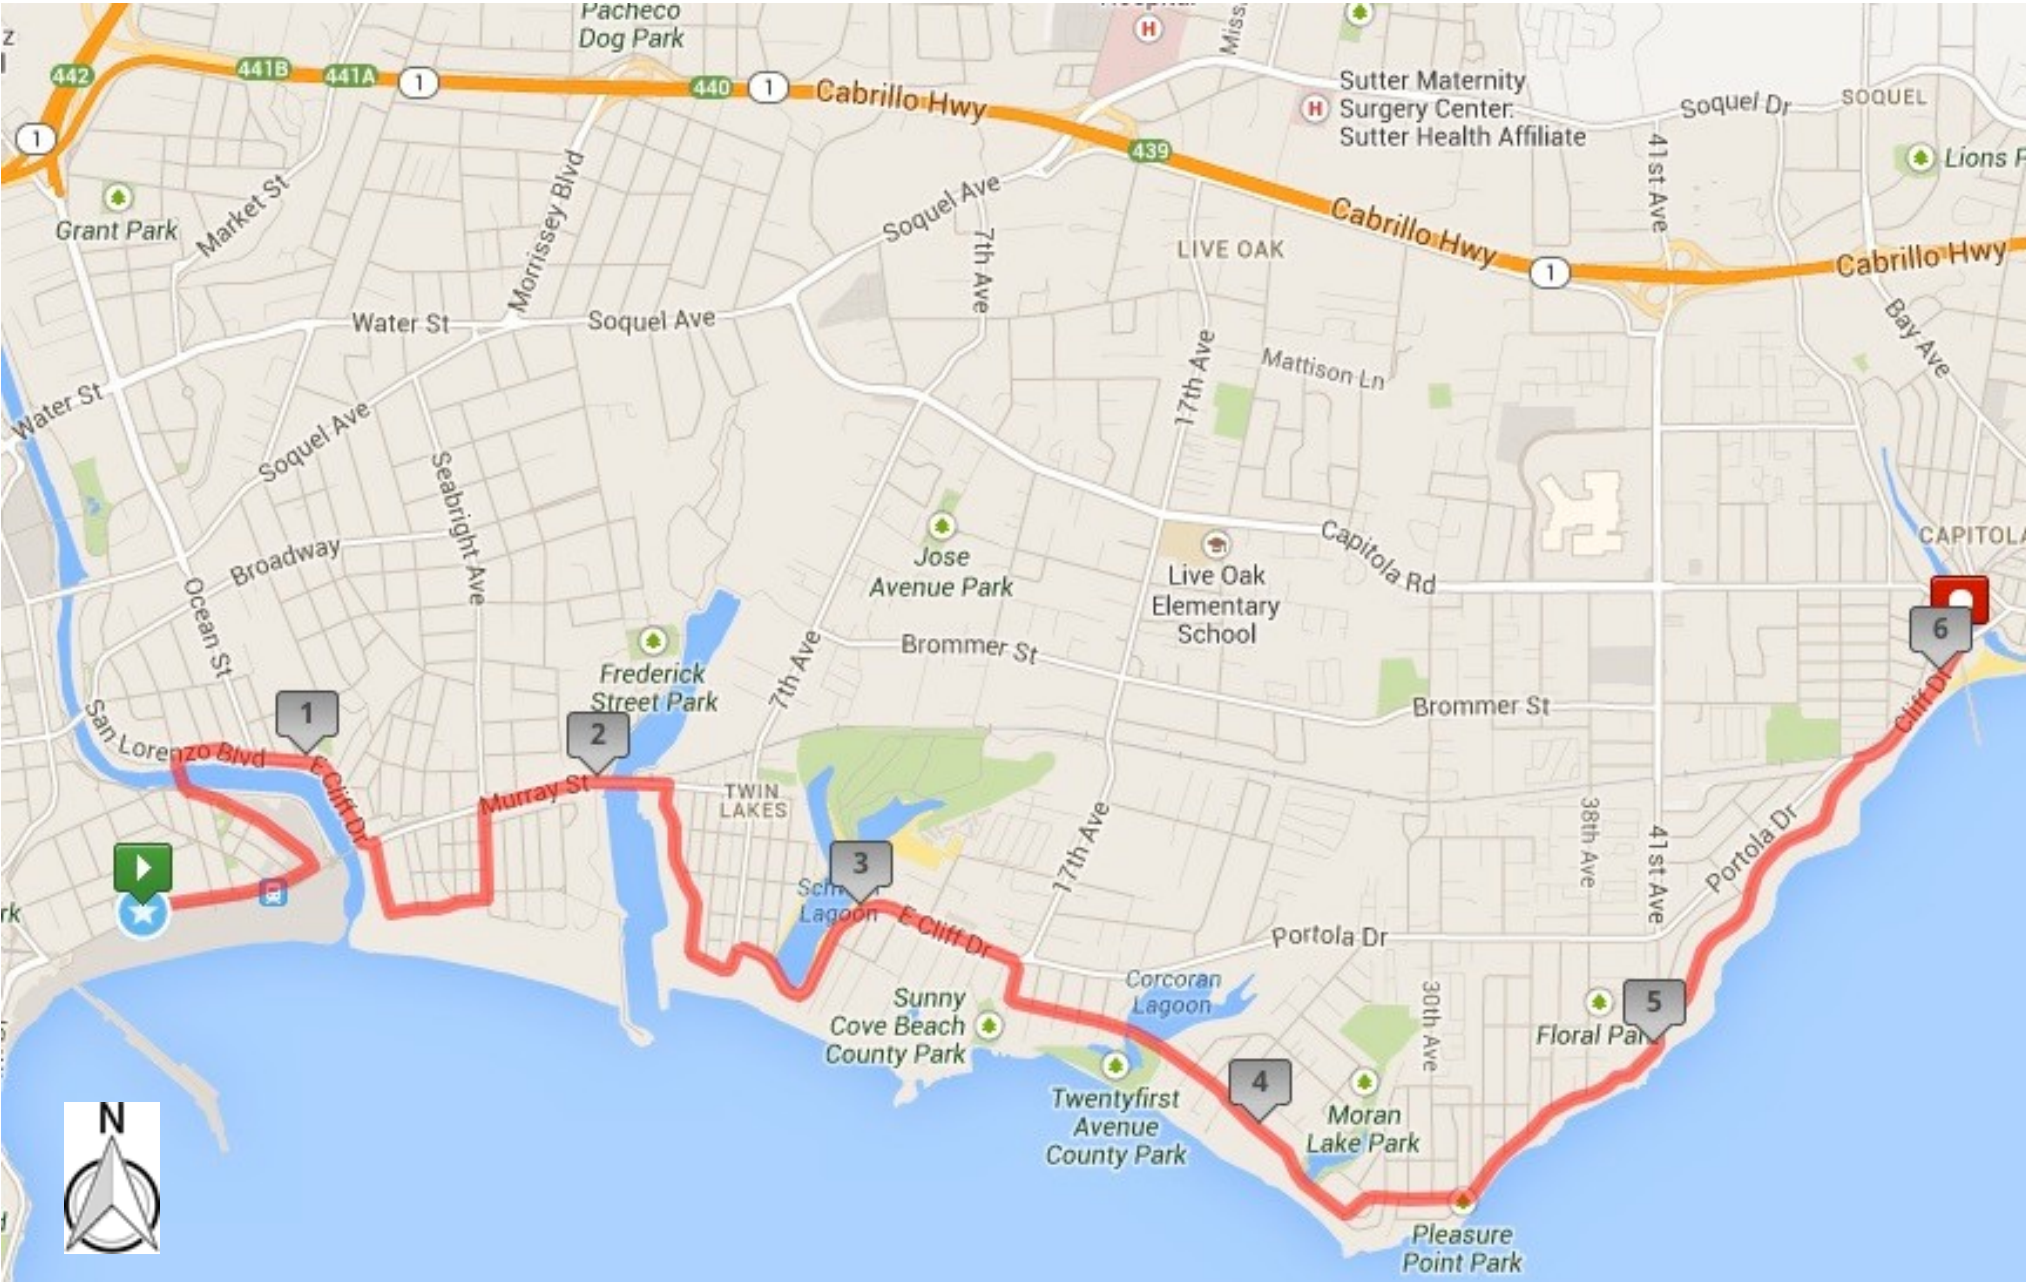 Pacheco
Dog Park
Hospital
442
441B
441A
1
440
1
Cabrillo Hwy
Sutter Maternity
Surgery Center:
Sutter Health Affiliate
Soquel Dr
SOQUEL
1
439
41st Ave
Grant Park
Market St
Morrissey Blvd
Soquel Ave
7th Ave
LIVE OAK
Cabrillo Hwy
1
Cabrillo Hwy
Water St
Soquel Ave
17th Ave
Mattison Ln
Bay Ave
Water St
Soquel Ave
Seabright Ave
Broadway
Ocean St
Jose
Avenue Park
Live Oak
Elementary
School
Capitola Rd
CAPITOLA
Brommer St
Frederick
Street Park
7th Ave
Brommer St
6
Cliff Dr
San Lorenzo Blvd
1
2
E Cliff Dr
Murray St
TWIN
LAKES
3
Lagoon
E Cliff Dr
17th Ave
38th Ave
41st Ave
Portola Dr
Portola Dr
Corcoran
Lagoon
Sunny
Cove Beach
County Park
30th Ave
5
Floral Park
4
Twentyfirst
Avenue
County Park
Moran
Lake Park
Pleasure
Point Park
N